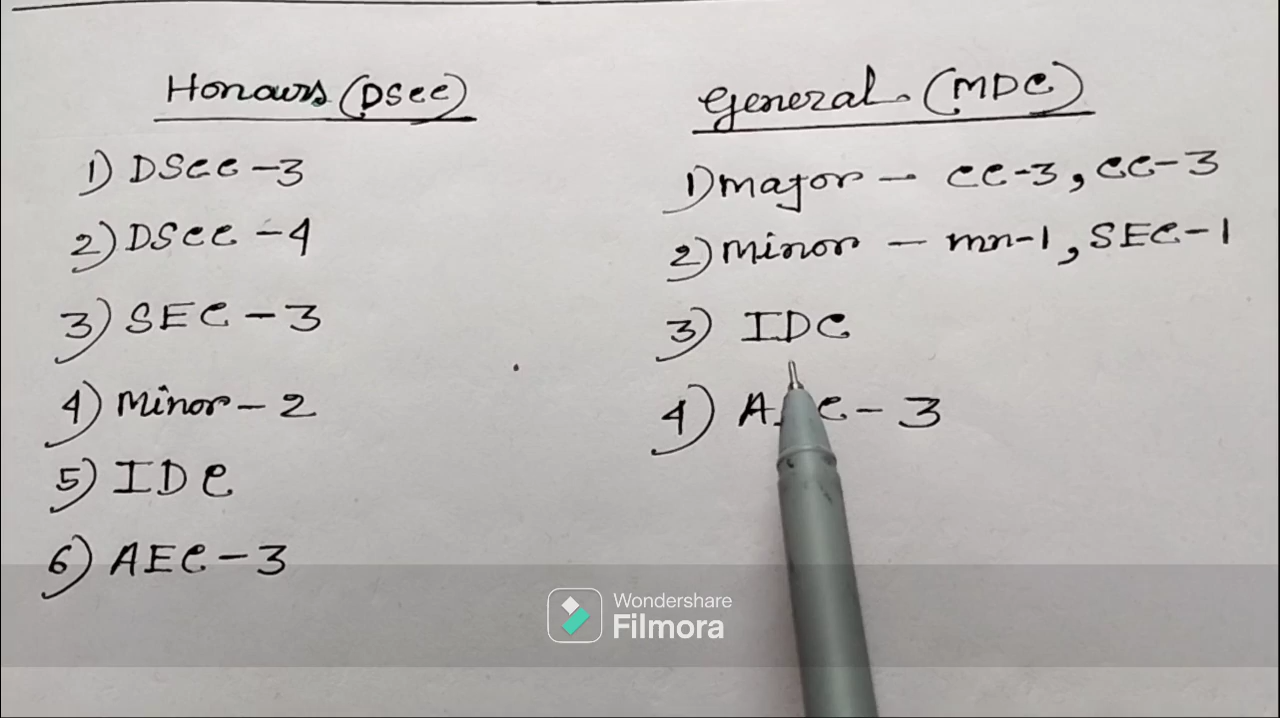 Honours (DSCC)
1) DSCC - 3
2) DSCC - 4
3) SEC - 3
4) Minor - 2
5) IDC
6) AEC - 3
General (MDC)
1) Major - CC-3, CC-3
2) Minor - mn-1, SEC-1
3) IDC
4) A C - 3
Wondershare
Filmora